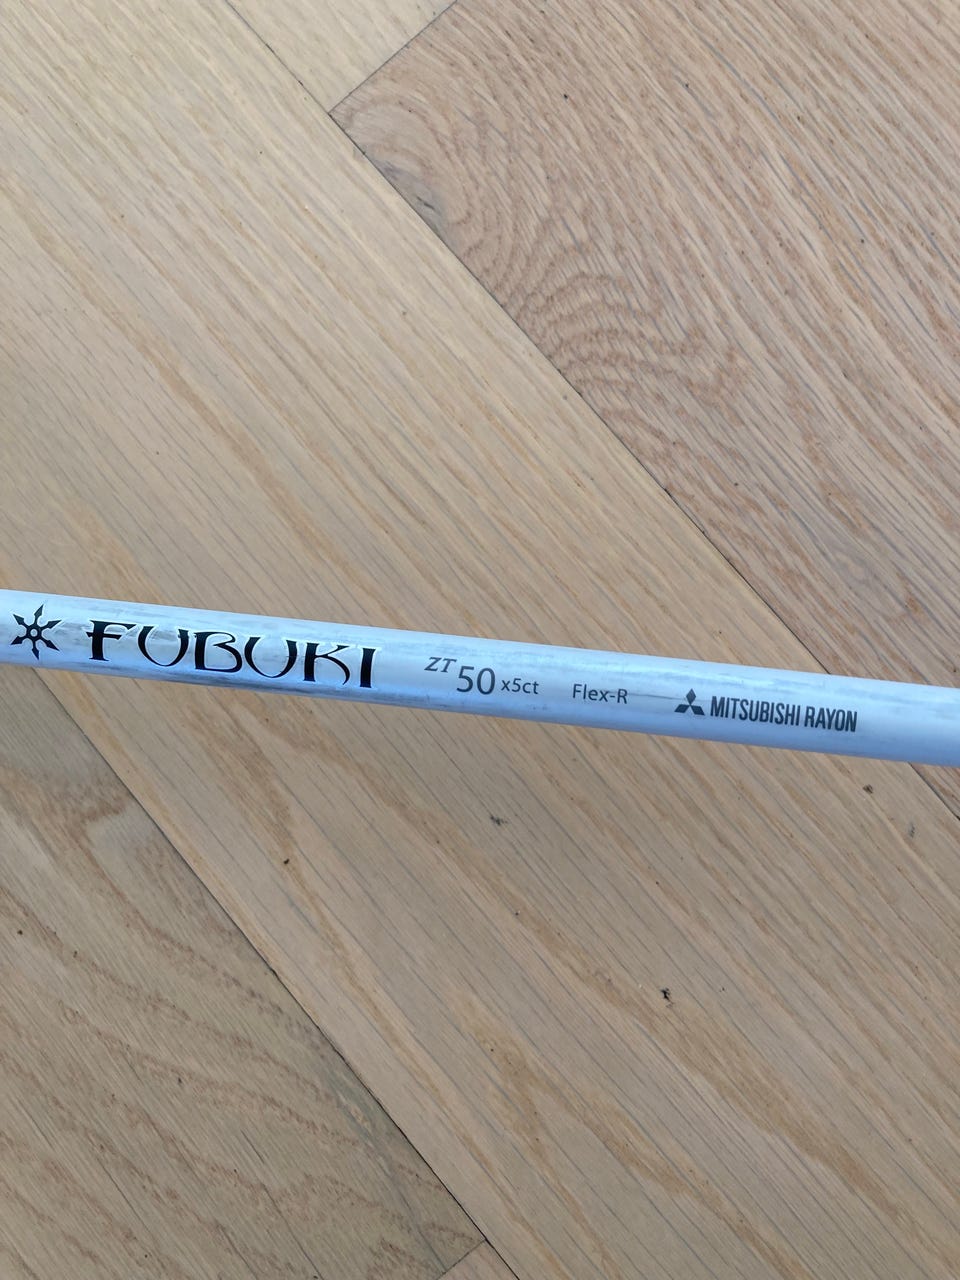 FUBUKI ZT 50 x5ct Flex-R MITSUBISHI RAYON